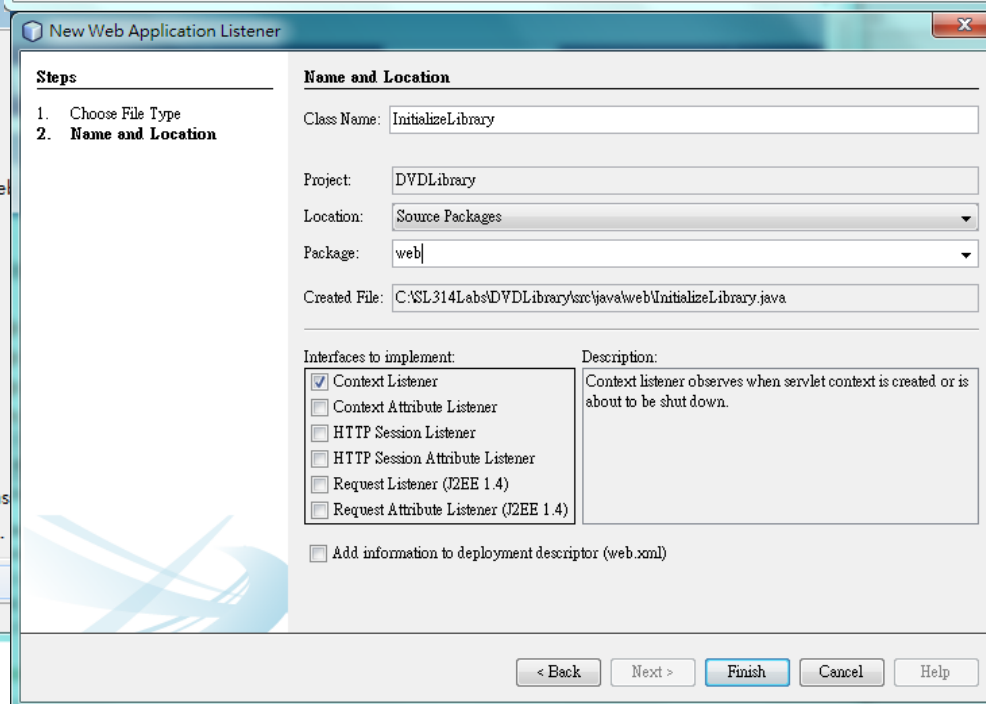 New Web Application Listener
Steps
1. Choose File Type
2. Name and Location
Name and Location
Class Name: InitializeLibrary
Project: DVDLibrary
Location: Source Packages
Package: web
Created File: C:\SL314Labs\DVDLibrary\src\java\web\InitializeLibrary.java
Interfaces to implement:
Context Listener
Context Attribute Listener
HTTP Session Listener
HTTP Session Attribute Listener
Request Listener (J2EE 1.4)
Request Attribute Listener (J2EE 1.4)
Description:
Context listener observes when servlet context is created or is
about to be shut down.
Add information to deployment descriptor (web.xml)
< Back Next > Finish Cancel Help